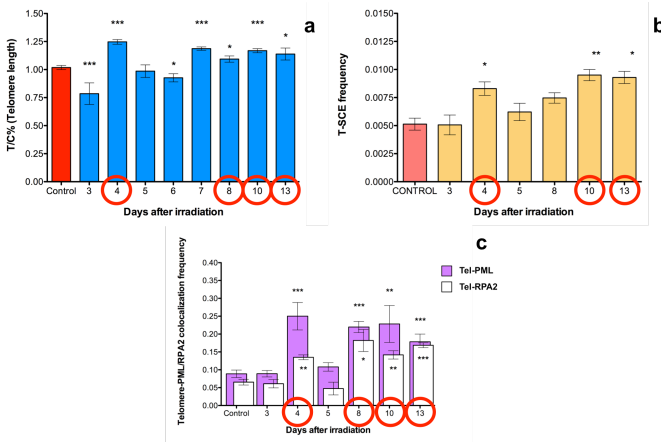 a
T/C% (Telomere length)
1.50
1.25
1.00
0.75
0.50
0.25
0.00
***
***
*
***
*
***
*
Control 3 4 5 6 7 8 10 13
Days after irradiation
b
T-SCE frequency
0.0150
0.0125
0.0100
0.0075
0.0050
0.0025
0.0000
*
**
*
CONTROL 3 4 5 8 10 13
Days after irradiation
c
Telomere-PML/RPA2 colocalization frequency
Tel-PML
Tel-RPA2
0.40
0.35
0.30
0.25
0.20
0.15
0.10
0.05
0.00
*** *** ** ***
** * ** ***
Control 3 4 5 8 10 13
Days after irradiation